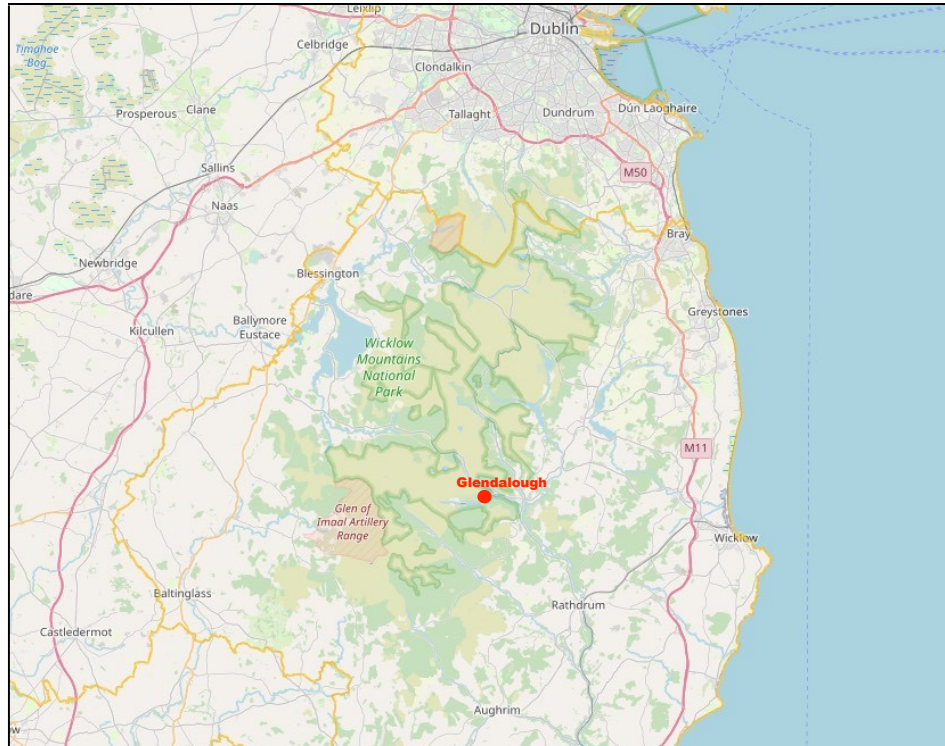 Leixlip
Dublin
Timahoe
Bog
Celbridge
Clondalkin
Prosperous
Clane
Tallaght
Dundrum
Dún Laoghaire
Sallins
M50
Naas
Bray
Newbridge
Blessington
dare
Greystones
Kilcullen
Ballymore
Eustace
Wicklow
Mountains
National
Park
M11
Glendalough
Glen of
Imaal Artillery
Range
Wicklow
Baltinglass
Rathdrum
Castledermot
Aughrim
ow